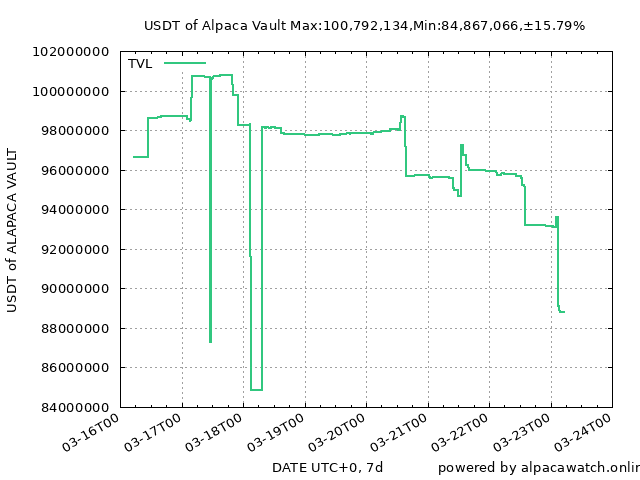 USDT of Alpaca Vault Max:100,792,134,Min:84,867,066,±15.79%
TVL
102000000
100000000
98000000
96000000
94000000
92000000
90000000
88000000
86000000
84000000
USDT of ALAPACA VAULT
03-16T00
03-17T00
03-18T00
03-19T00
03-20T00
03-21T00
03-22T00
03-23T00
03-24T00
DATE UTC+0, 7d
powered by alpacawatch.onlin